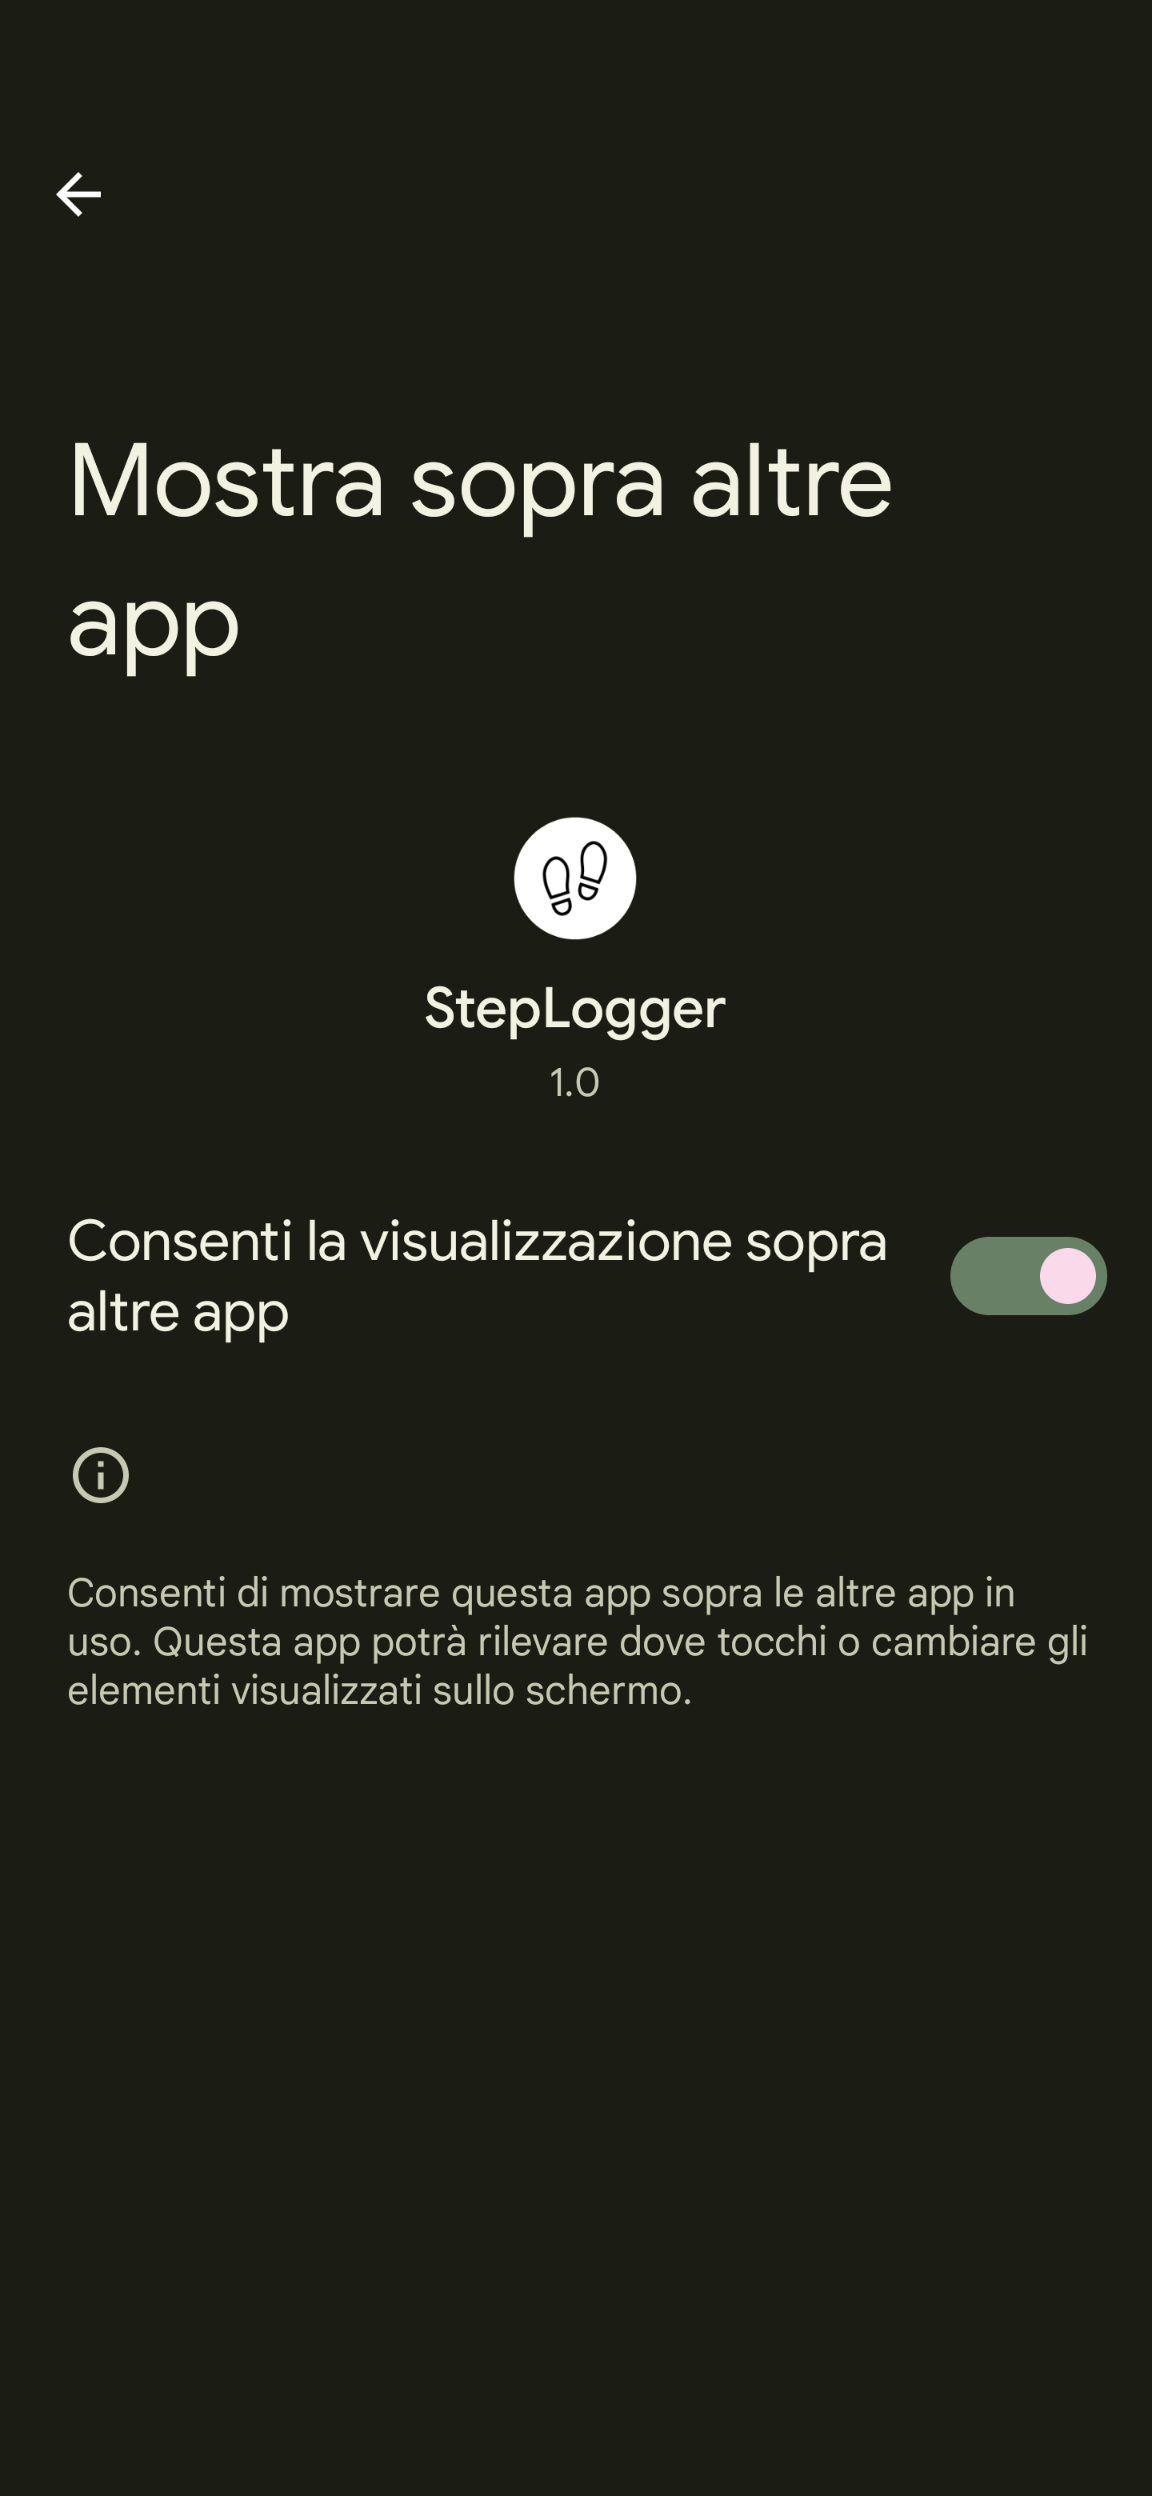 Mostra sopra altre
app
StepLogger
1.0
Consenti la visualizzazione sopra
altre app
Consenti di mostrare questa app sopra le altre app in
uso. Questa app potrà rilevare dove tocchi o cambiare gli
elementi visualizzati sullo schermo.